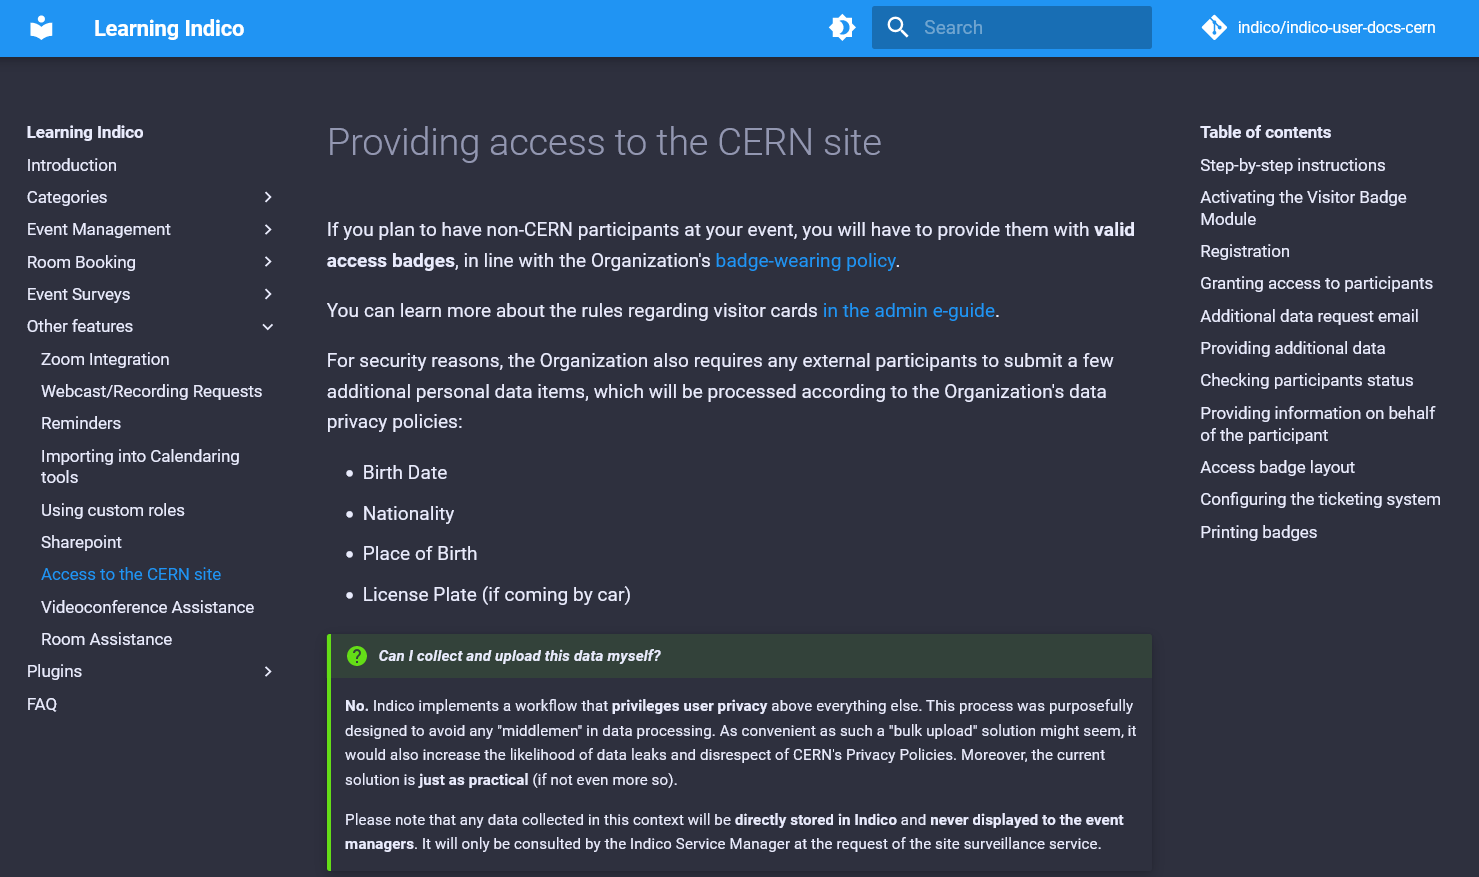 Learning Indico
Search
indico/indico-user-docs-cern
Learning Indico
Introduction
Categories
Event Management
Room Booking
Event Surveys
Other features
Zoom Integration
Webcast/Recording Requests
Reminders
Importing into Calendaring
tools
Using custom roles
Sharepoint
Access to the CERN site
Videoconference Assistance
Room Assistance
Plugins
FAQ
Providing access to the CERN site
If you plan to have non-CERN participants at your event, you will have to provide them with valid
access badges, in line with the Organization's badge-wearing policy.
You can learn more about the rules regarding visitor cards in the admin e-guide.
For security reasons, the Organization also requires any external participants to submit a few
additional personal data items, which will be processed according to the Organization's data
privacy policies:
• Birth Date
• Nationality
• Place of Birth
• License Plate (if coming by car)
Can I collect and upload this data myself?
No. Indico implements a workflow that privileges user privacy above everything else. This process was purposefully
designed to avoid any "middlemen" in data processing. As convenient as such a "bulk upload" solution might seem, it
would also increase the likelihood of data leaks and disrespect of CERN's Privacy Policies. Moreover, the current
solution is just as practical (if not even more so).
Please note that any data collected in this context will be directly stored in Indico and never displayed to the event
managers. It will only be consulted by the Indico Service Manager at the request of the site surveillance service.
Table of contents
Step-by-step instructions
Activating the Visitor Badge
Module
Registration
Granting access to participants
Additional data request email
Providing additional data
Checking participants status
Providing information on behalf
of the participant
Access badge layout
Configuring the ticketing system
Printing badges